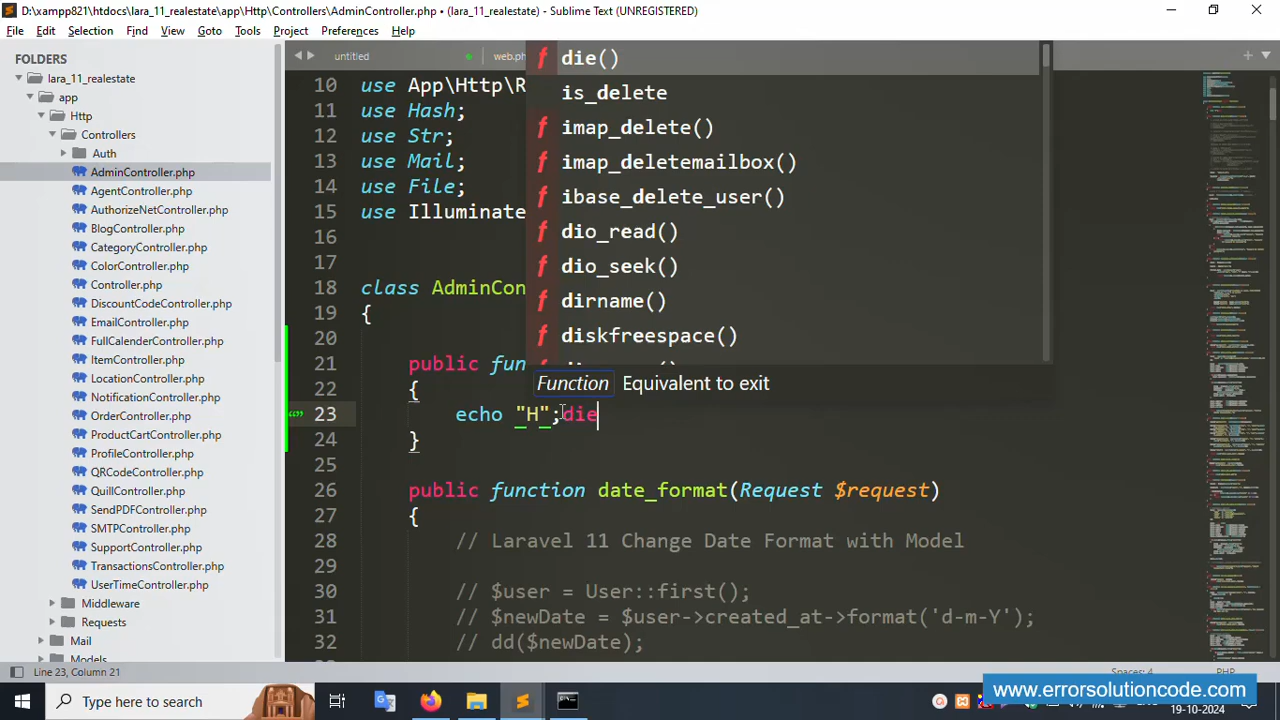 D:\xampp821\htdocs\lara_11_realestate\app\Http\Controllers\AdminController.php • (lara_11_realestate) - Sublime Text (UNREGISTERED)
File Edit Selection Find View Goto Tools Project Preferences Help
FOLDERS
lara_11_realestate
app
Http
Controllers
Auth
AdminController.php
AgentController.php
AuthorizeNetController.php
BlogController.php
CategoryController.php
ColorController.php
Controller.php
DiscountCodeController.php
EmailController.php
FullCalenderController.php
ItemController.php
LocationController.php
NotificationController.php
OrderController.php
ProductCartController.php
ProfileController.php
QRCodeController.php
QuillController.php
SendPDFController.php
SMTPController.php
SupportController.php
TransactionsController.php
UserTimeController.php
Middleware
Requests
Mail
Models
untitled web.ph
10 use App\Http\R
11 use Hash;
12 use Str;
13 use Mail;
14 use File;
15 use Illuminate
16
17
18 class AdminCon
19 {
20
21 public fun
22 {
23 echo "H";die
24 }
25
26 public function date_format(Request $request)
27 {
28 // Laravel 11 Change Date Format with Model
29
30 // $user = User::first();
31 // $newDate = $user->created_at->format('d-m-Y');
32 // dd($newDate);
f die()
is_delete
f imap_delete()
f imap_deletemailbox()
f ibase_delete_user()
f dio_read()
f dio_seek()
f dirname()
f diskfreespace()
Function Equivalent to exit
Line 23, Column 21
Spaces: 4 PHP
Type here to search
www.errorsolutioncode.com
19-10-2024